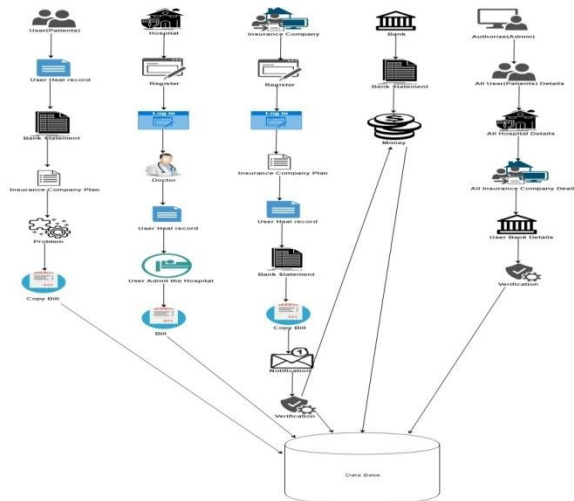 User(Patients)
User Heal record
Bank Statement
Insurance Company Plan
Problem
Copy Bill
Hospital
Register
Log in
Doctor
User Heal record
User Admit the Hospital
Bill
Insurance Company
Register
Log in
Insurance Company Plan
User Heal record
Bank Statement
Copy Bill
1
Notification
Verification
Bank
Bank Statement
Money
Authorize(Admin)
All User(Patients) Details
All Hospital Details
All Insurance Company Deail
User Bank Details
Verification
Data Base